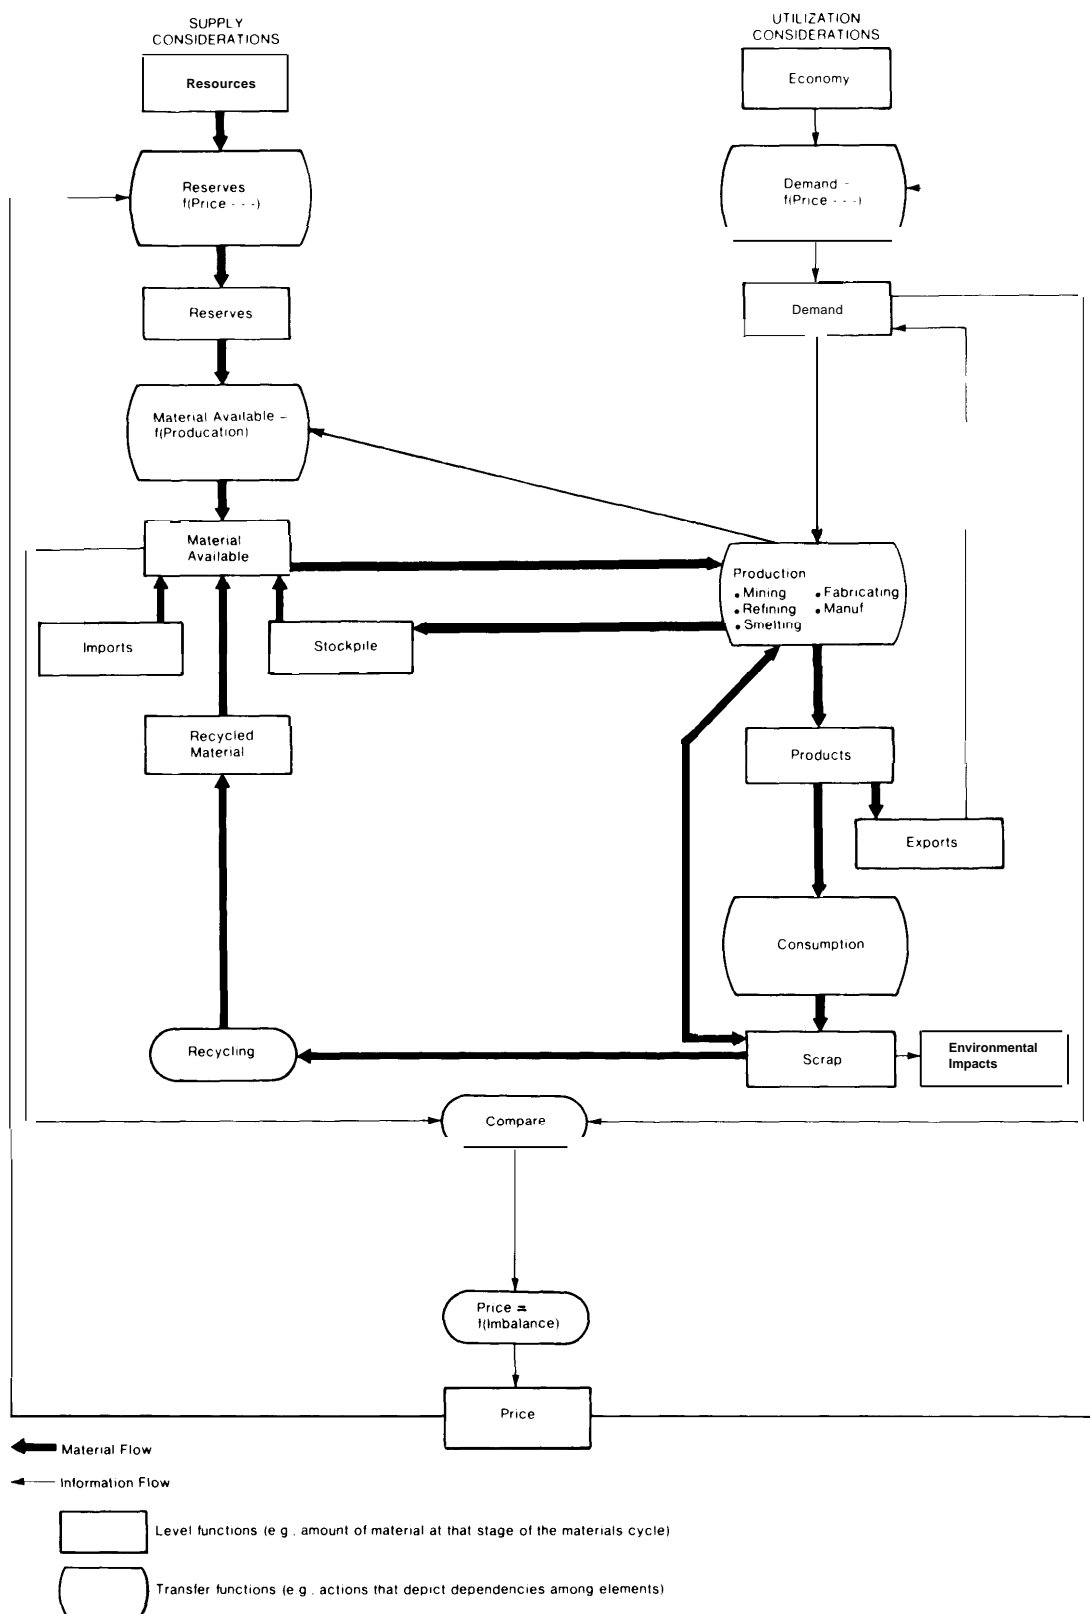 SUPPLY
CONSIDERATIONS
UTILIZATION
CONSIDERATIONS
Resources
Economy
Reserves
f(Price - - -)
Demand -
f(Price - - -)
Reserves
Demand
Material Available -
f(Producation)
Material
Available
Production
• Mining
• Refining
• Smelting
• Fabricating
• Manuf
Imports
Stockpile
Recycled
Material
Products
Exports
Consumption
Recycling
Scrap
Environmental
Impacts
Compare
Price =
f(Imbalance)
Price
Material Flow
Information Flow
Level functions (e g , amount of material at that stage of the materials cycle)
Transfer functions (e g . actions that depict dependencies among elements)